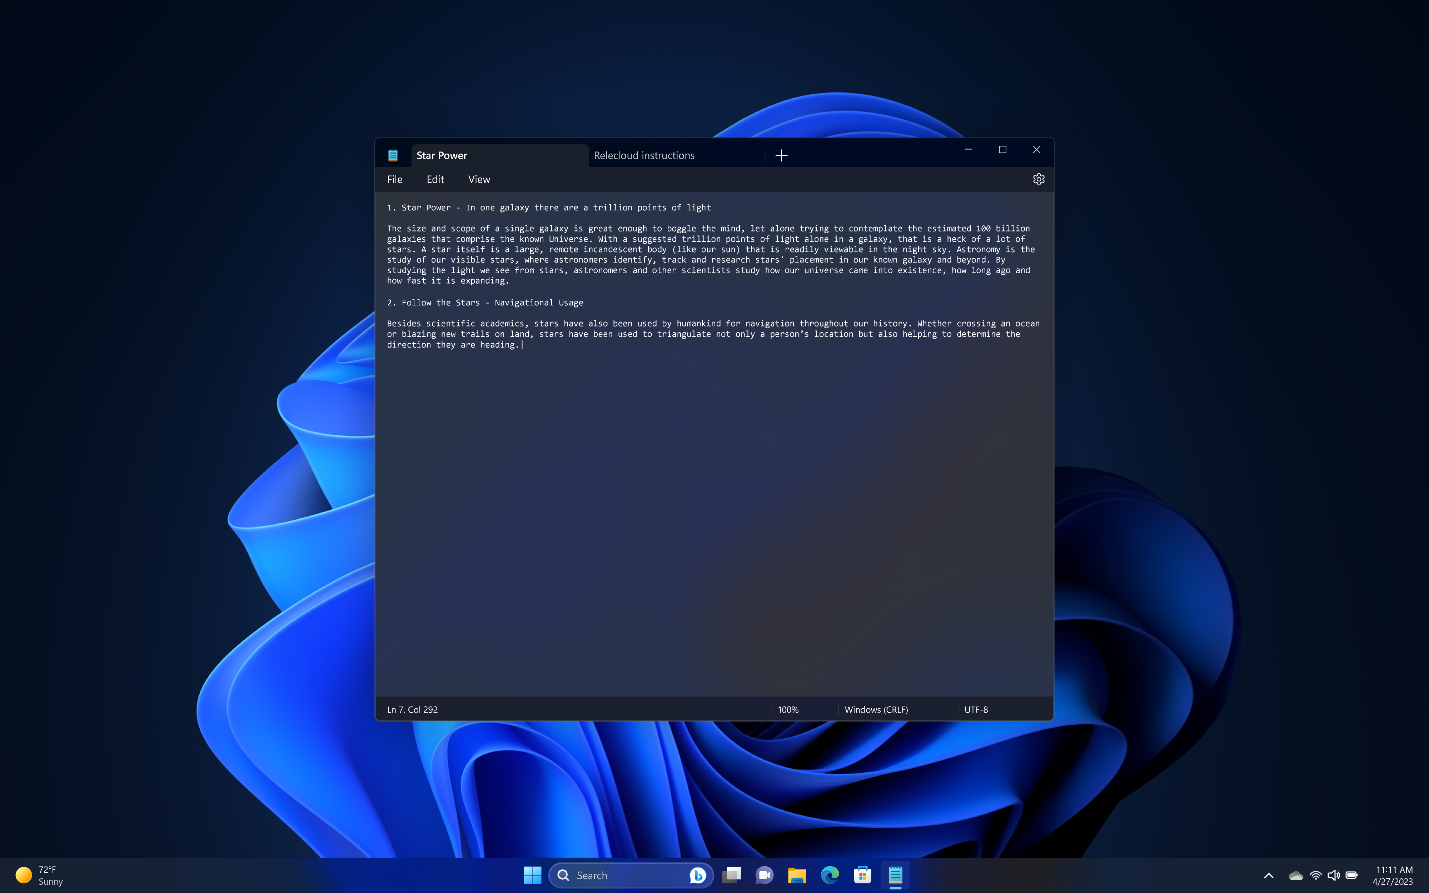 Star Power
Relecloud instructions
File Edit View
1. Star Power - In one galaxy there are a trillion points of light
The size and scope of a single galaxy is great enough to boggle the mind, let alone trying to contemplate the estimated 100 billion
galaxies that comprise the known Universe. With a suggested trillion points of light alone in a galaxy, that is a heck of a lot of
stars. A star itself is a large, remote incandescent body (like our sun) that is readily viewable in the night sky. Astronomy is the
study of our visible stars, where astronomers identify, track and research stars' placement in our known galaxy and beyond. By
studying the light we see from stars, astronomers and other scientists study how our universe came into existence, how long ago and
how fast it is expanding.
2. Follow the Stars - Navigational Usage
Besides scientific academics, stars have also been used by humankind for navigation throughout our history. Whether crossing an ocean
or blazing new trails on land, stars have been used to triangulate not only a person's location but also helping to determine the
direction they are heading.
Ln 7, Col 292
100%
Windows (CRLF)
UTF-8
72°F
Sunny
Search
11:11 AM
4/27/2023